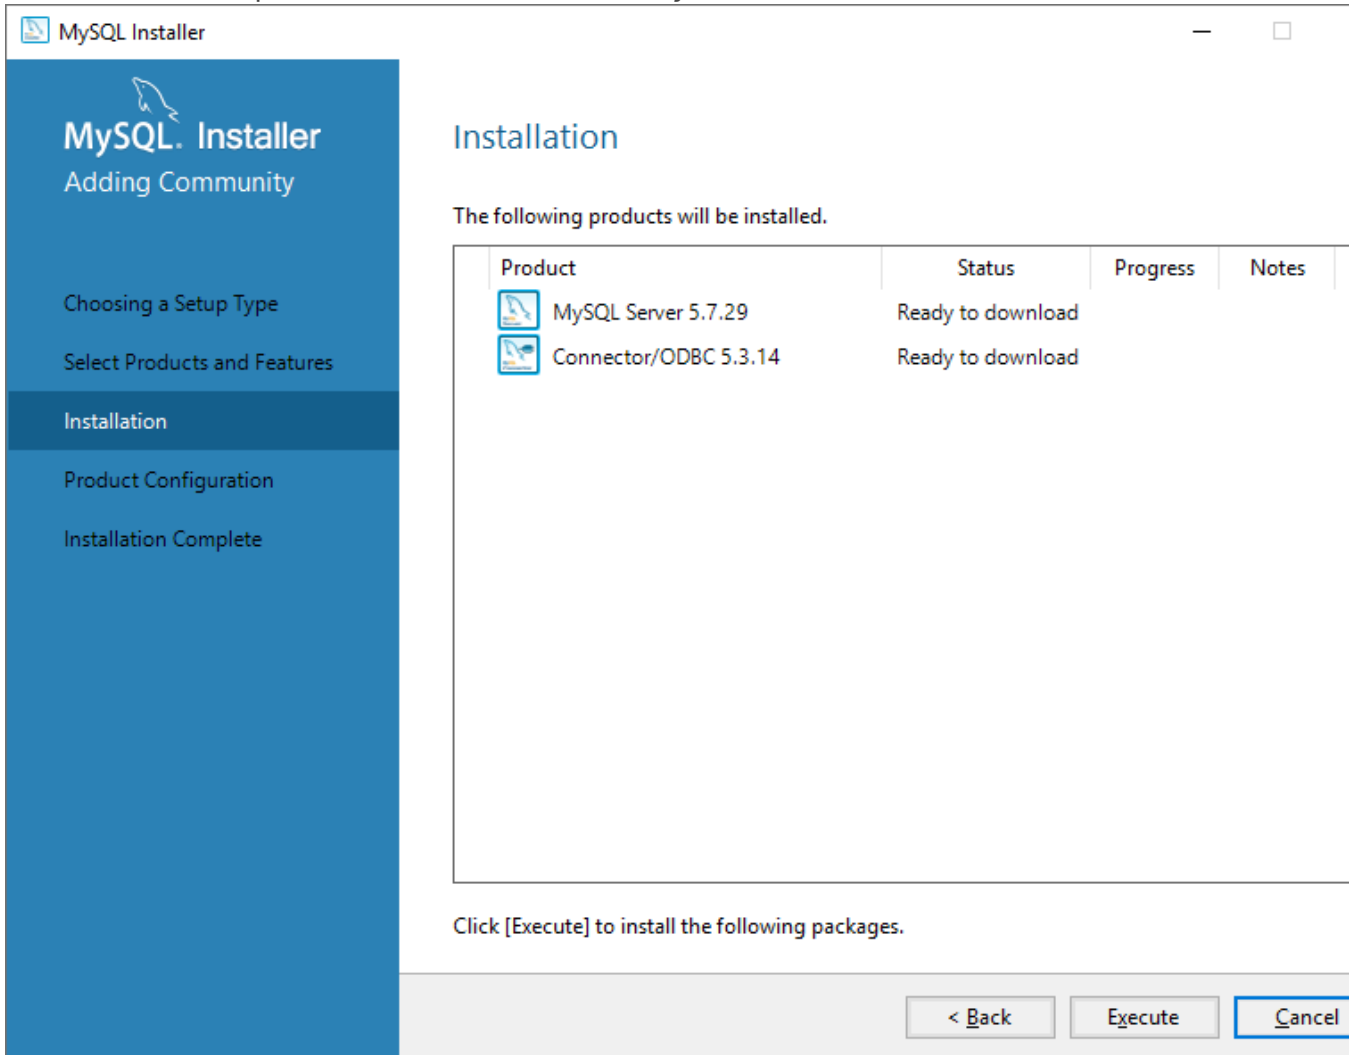 MySQL Installer
MySQL. Installer
Adding Community
Choosing a Setup Type
Select Products and Features
Installation
Product Configuration
Installation Complete
Installation
The following products will be installed.
Product Status Progress Notes
MySQL Server 5.7.29 Ready to download
Connector/ODBC 5.3.14 Ready to download
Click [Execute] to install the following packages.
< Back Execute Cancel